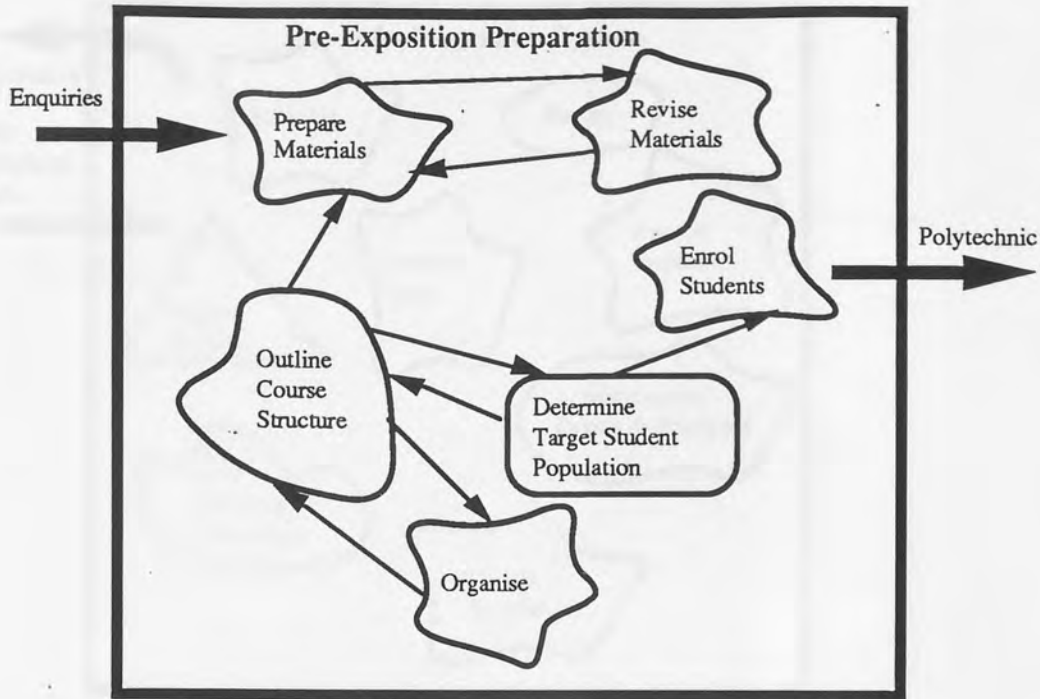 Pre-Exposition Preparation
Enquiries
Prepare
Materials
Revise
Materials
Enrol
Students
Polytechnic
Outline
Course
Structure
Determine
Target Student
Population
Organise